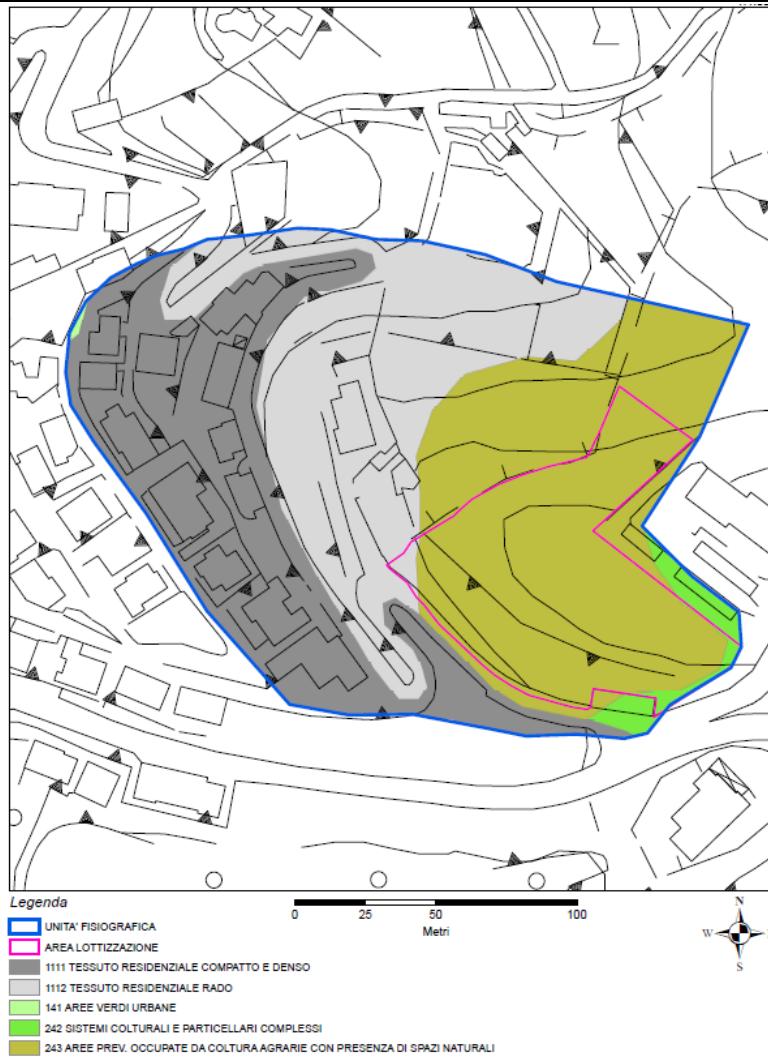 Legenda
UNITA' FISIOGRAFICA
AREA LOTTIZZAZIONE
1111 TESSUTO RESIDENZIALE COMPATTO E DENSO
1112 TESSUTO RESIDENZIALE RADO
141 AREE VERDI URBANE
242 SISTEMI COLTURALI E PARTICELLARI COMPLESSI
243 AREE PREV. OCCUPATE DA COLTURA AGRARIE CON PRESENZA DI SPAZI NATURALI
0 25 50 100
Metri
N
W
S